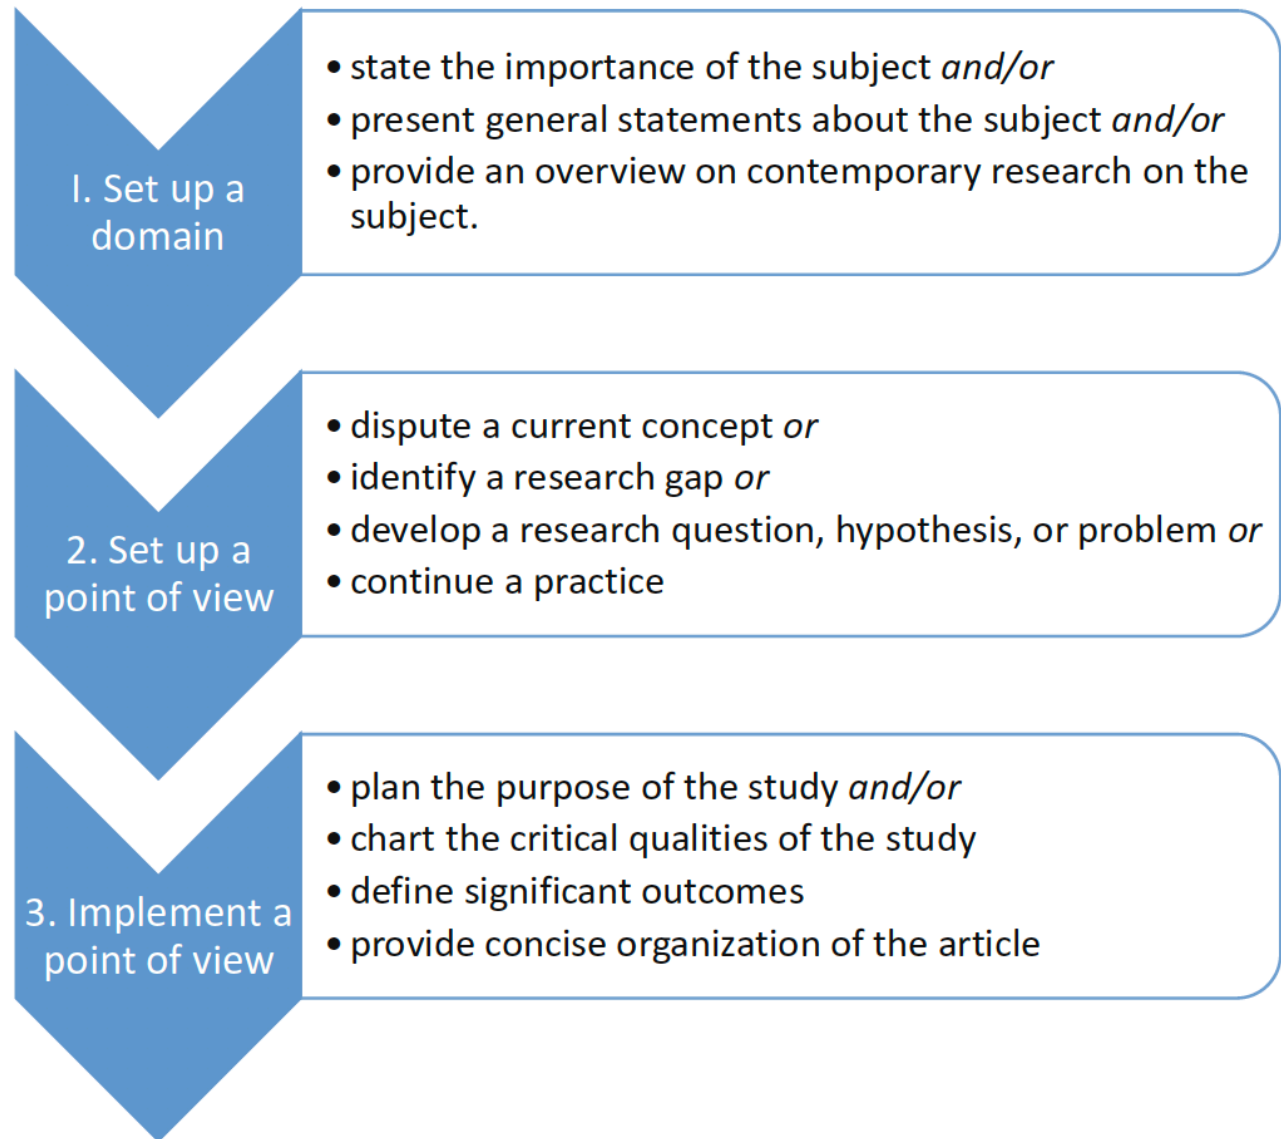 I. Set up a
domain
• state the importance of the subject and/or
• present general statements about the subject and/or
• provide an overview on contemporary research on the
subject.
2. Set up a
point of view
• dispute a current concept or
• identify a research gap or
• develop a research question, hypothesis, or problem or
• continue a practice
3. Implement a
point of view
• plan the purpose of the study and/or
• chart the critical qualities of the study
• define significant outcomes
• provide concise organization of the article